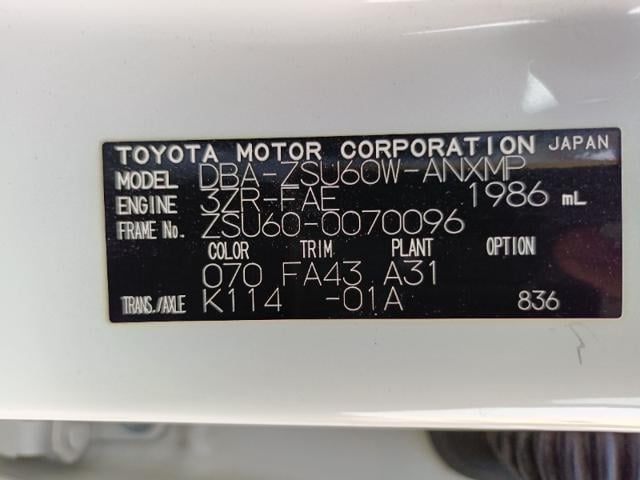 TOYOTA MOTOR CORPORATION JAPAN
MODEL DBA-ZSU60W-ANXMP
ENGINE 3ZR-FAE 1986 mL
FRAME No. ZSU60-0070096
COLOR TRIM PLANT OPTION
070 FA43 A31
TRANS./AXLE K114 -01A 836